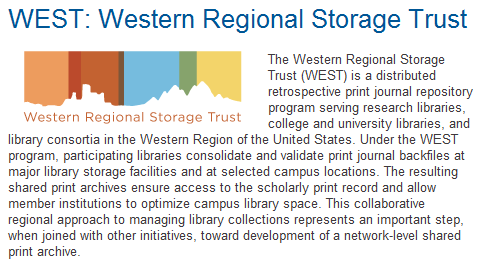 WEST: Western Regional Storage Trust
The Western Regional Storage
Trust (WEST) is a distributed
retrospective print journal repository
program serving research libraries,
Western Regional Storage Trust
college and university libraries, and
library consortia in the Western Region of the United States. Under the WEST
program, participating libraries consolidate and validate print journal backfiles at
major library storage facilities and at selected campus locations. The resulting
shared print archives ensure access to the scholarly print record and allow
member institutions to optimize campus library space. This collaborative
regional approach to managing library collections represents an important step,
when joined with other initiatives, toward development of a network-level shared
print archive.